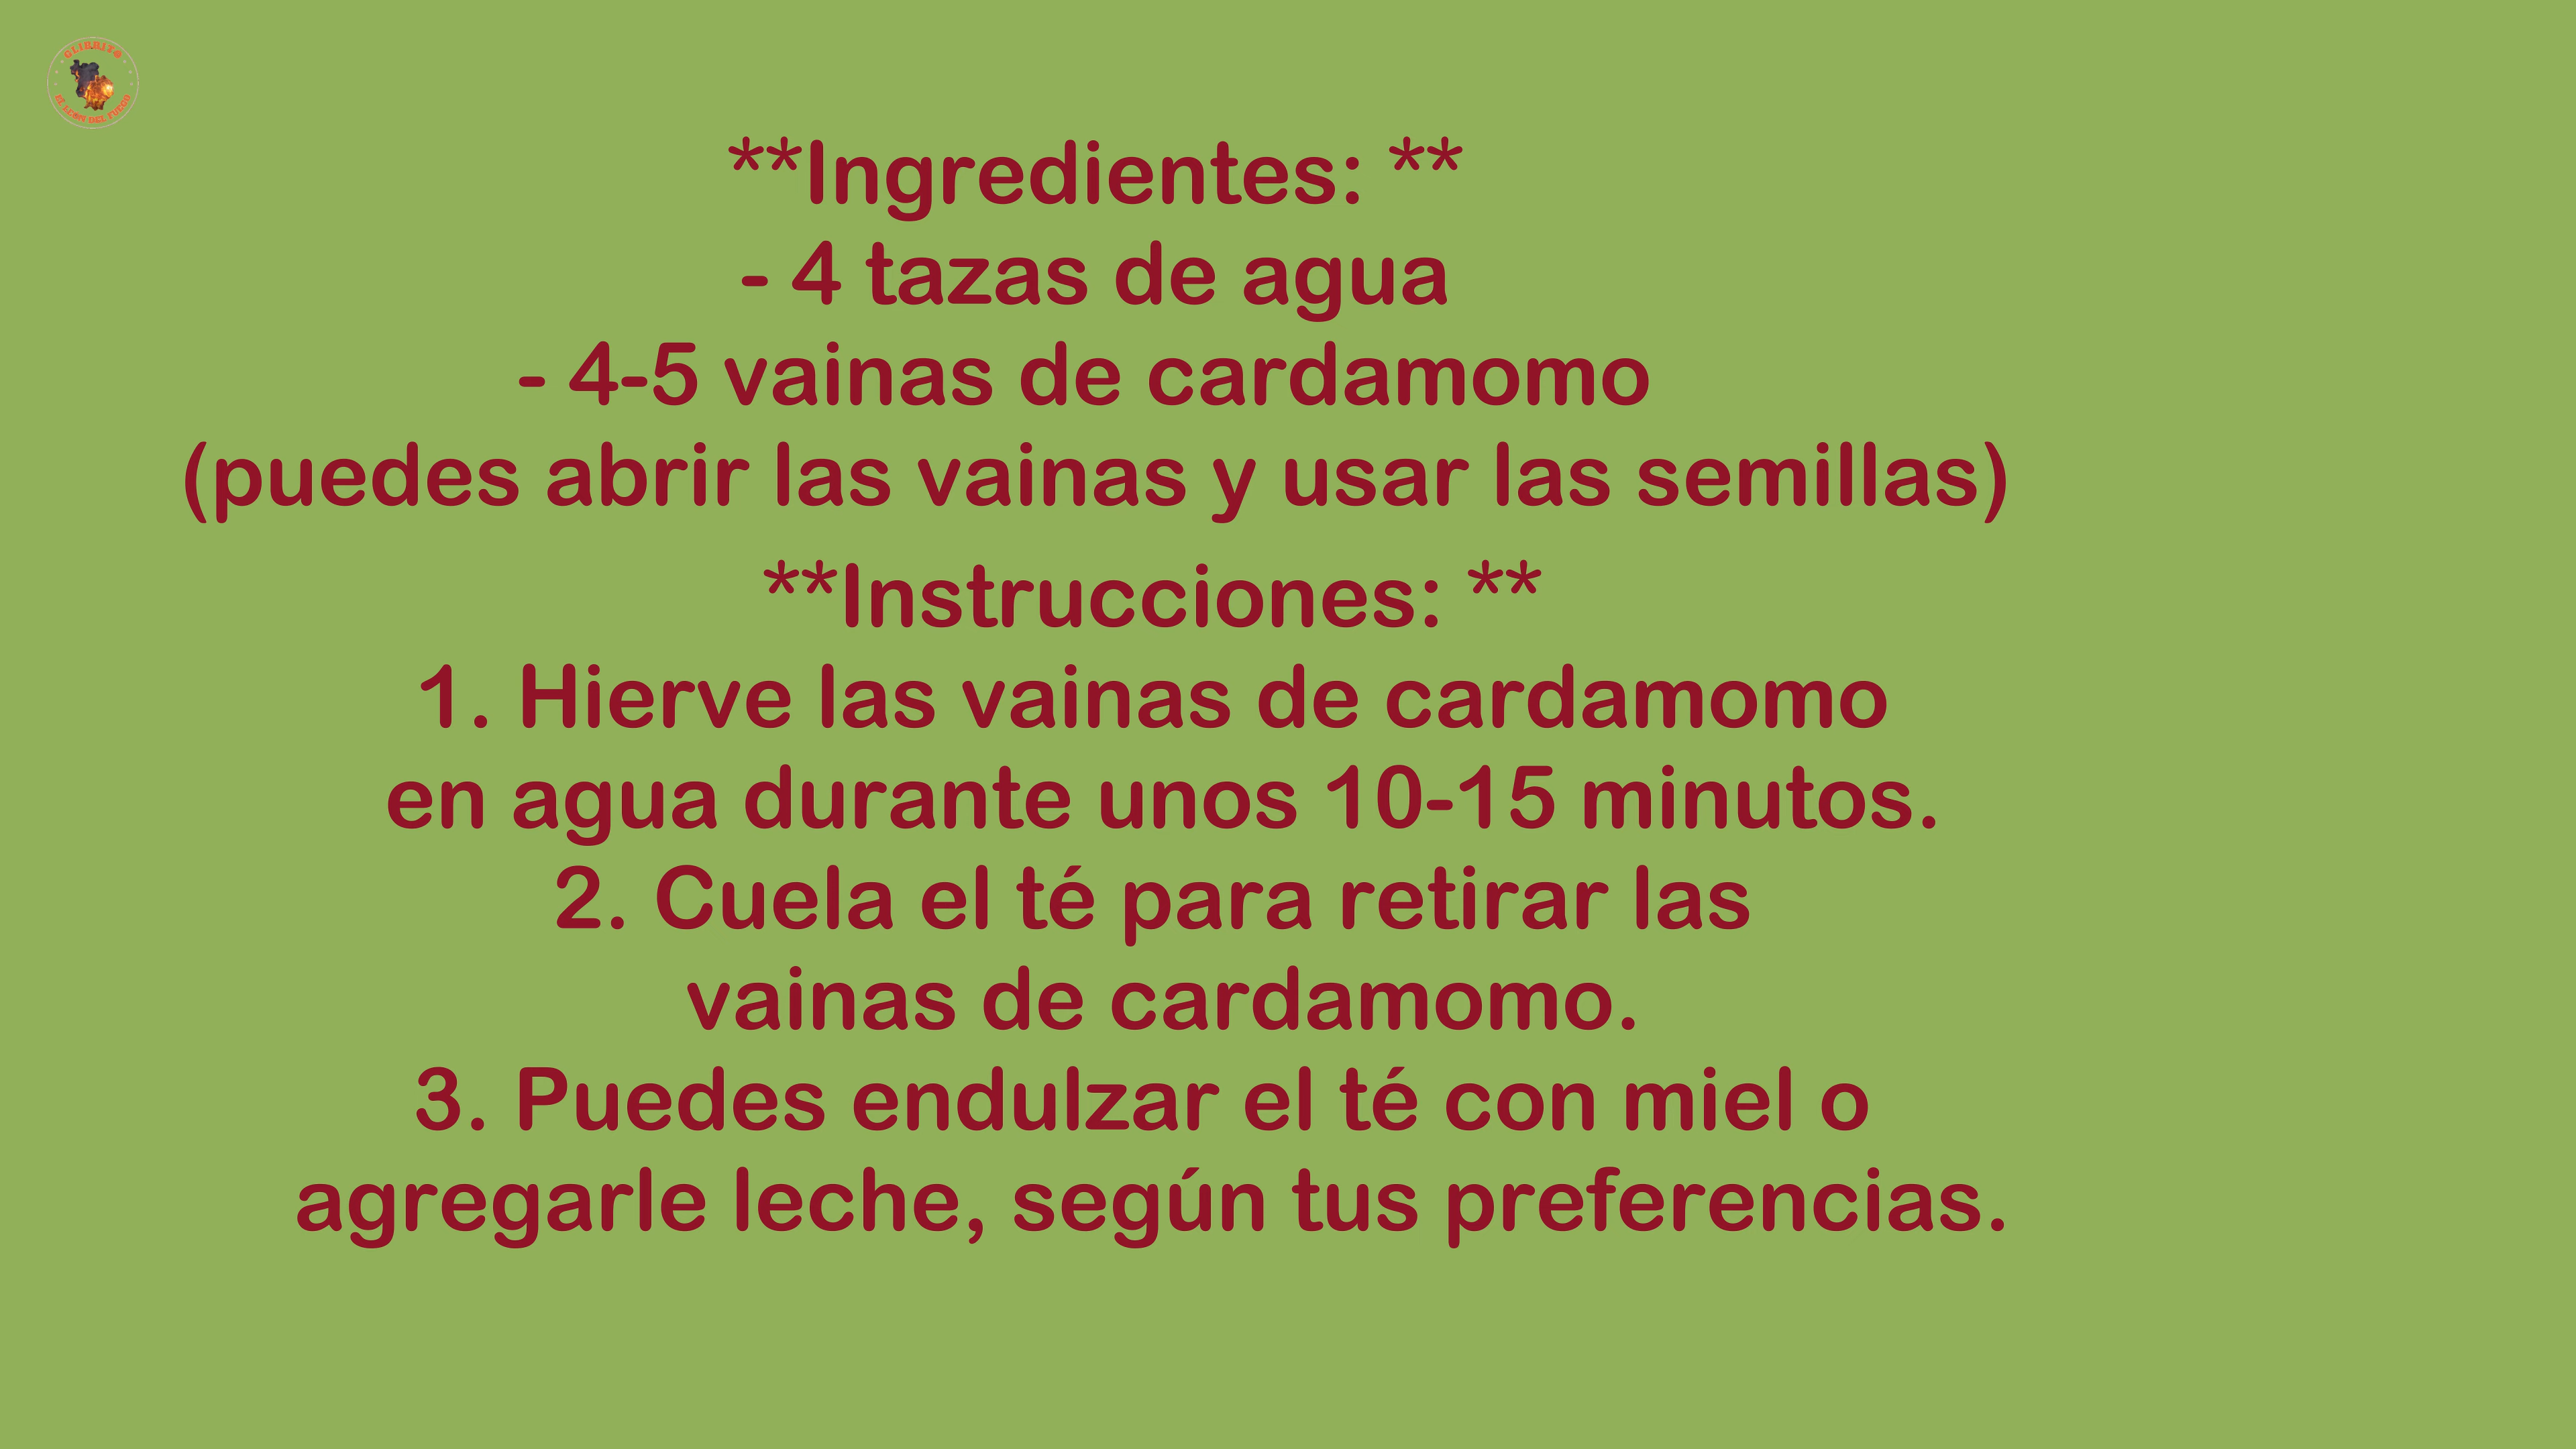 GLIRRITO
**Ingredientes: **
- 4 tazas de agua
- 4-5 vainas de cardamomo
(puedes abrir las vainas y usar las semillas)
**Instrucciones: **
1. Hierve las vainas de cardamomo
en agua durante unos 10-15 minutos.
2. Cuela el té para retirar las
vainas de cardamomo.
3. Puedes endulzar el té con miel o
agregarle leche, según tus preferencias.